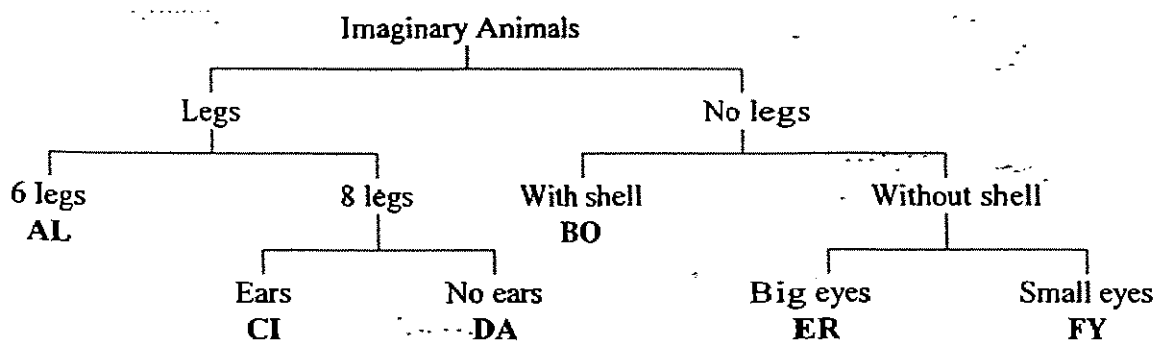 Imaginary Animals
Legs No legs
6 legs 8 legs With shell Without shell
AL BO
Ears No ears Big eyes Small eyes
CI DA ER FY